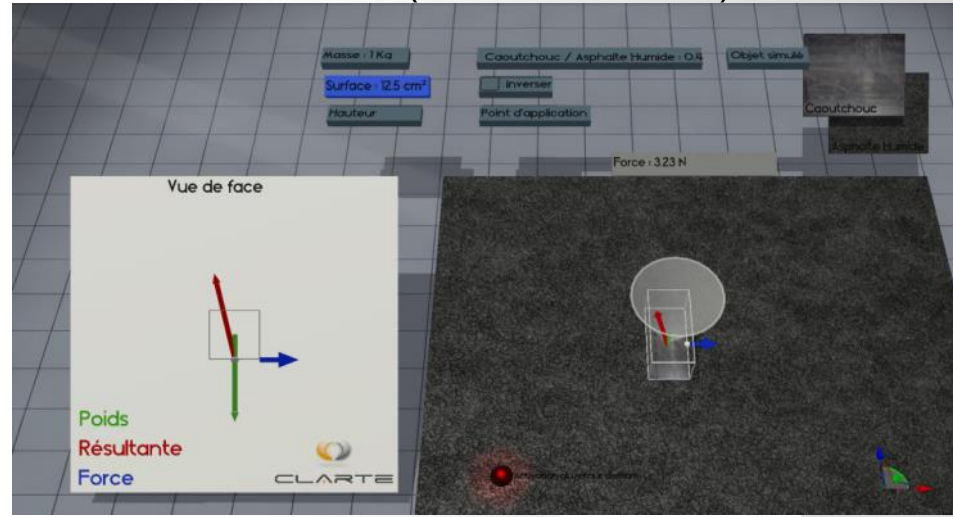 Masse : 1 Kg
Caoutchouc / Asphalte Humide : 0.4
Objet simulé
Surface : 12.5 cm²
inverser
Hauteur
Point d'application
Caoutchouc
Asphalte Humide
Force : 3.23 N
Vue de face
Poids
Résultante
Force
CLARTE